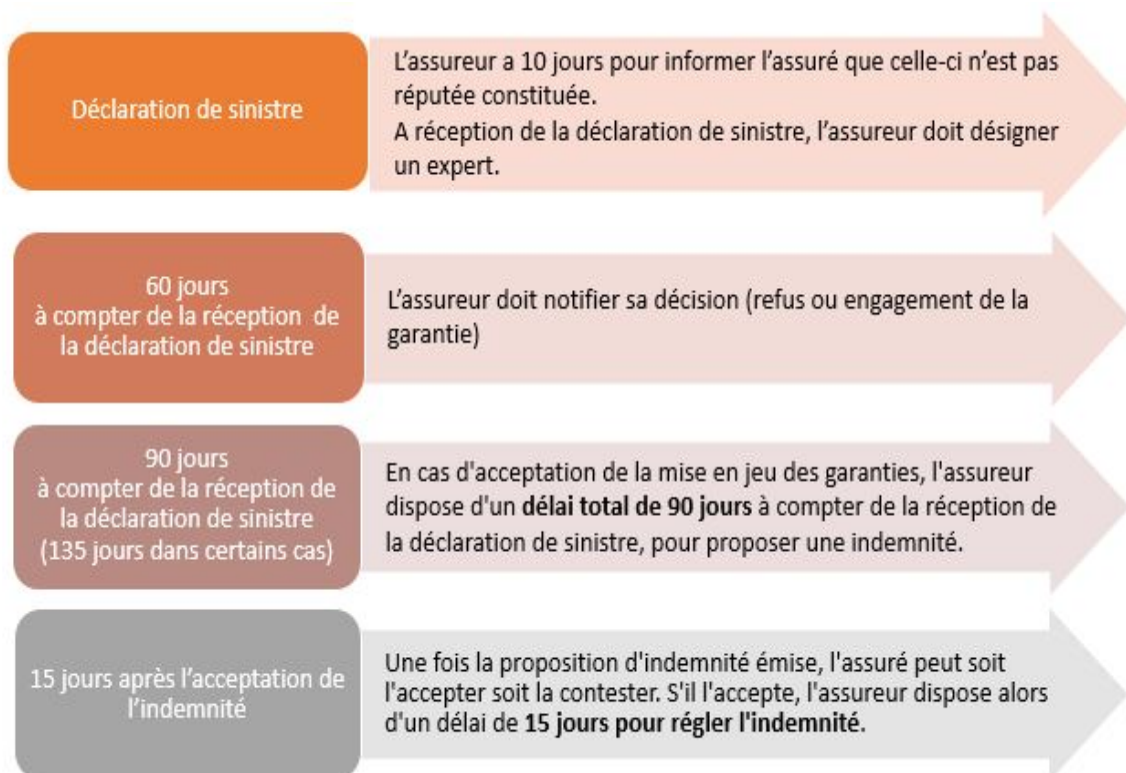 Déclaration de sinistre
L'assureur a 10 jours pour informer l'assuré que celle-ci n'est pas
réputée constituée.
A réception de la déclaration de sinistre, l'assureur doit désigner
un expert.
60 jours
à compter de la réception de
la déclaration de sinistre
L'assureur doit notifier sa décision (refus ou engagement de la
garantie)
90 jours
à compter de la réception de
la déclaration de sinistre
(135 jours dans certains cas)
En cas d'acceptation de la mise en jeu des garanties, l'assureur
dispose d'un délai total de 90 jours à compter de la réception de
la déclaration de sinistre, pour proposer une indemnité.
15 jours après l'acceptation de
l'indemnité
Une fois la proposition d'indemnité émise, l'assuré peut soit
l'accepter soit la contester. S'il l'accepte, l'assureur dispose alors
d'un délai de 15 jours pour régler l'indemnité.